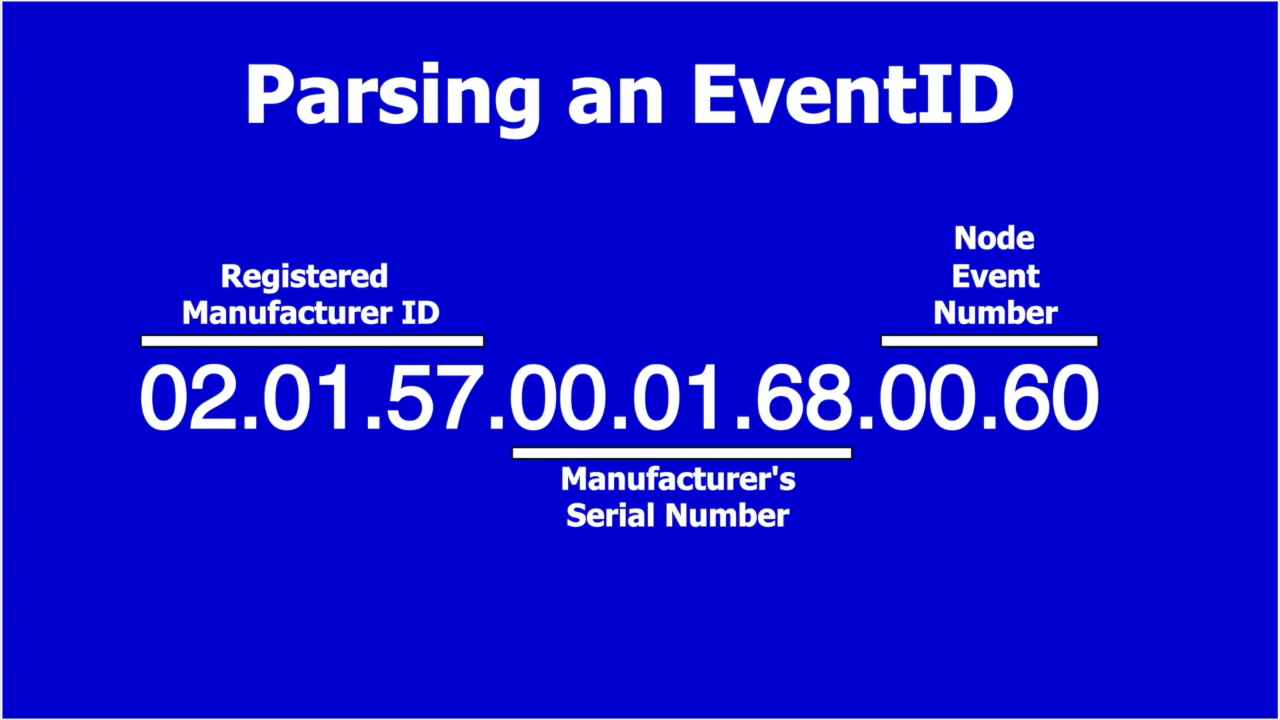 Parsing an EventID
Node
Event
Number
Registered
Manufacturer ID
02.01.57.00.01.68.00.60
Manufacturer's
Serial Number